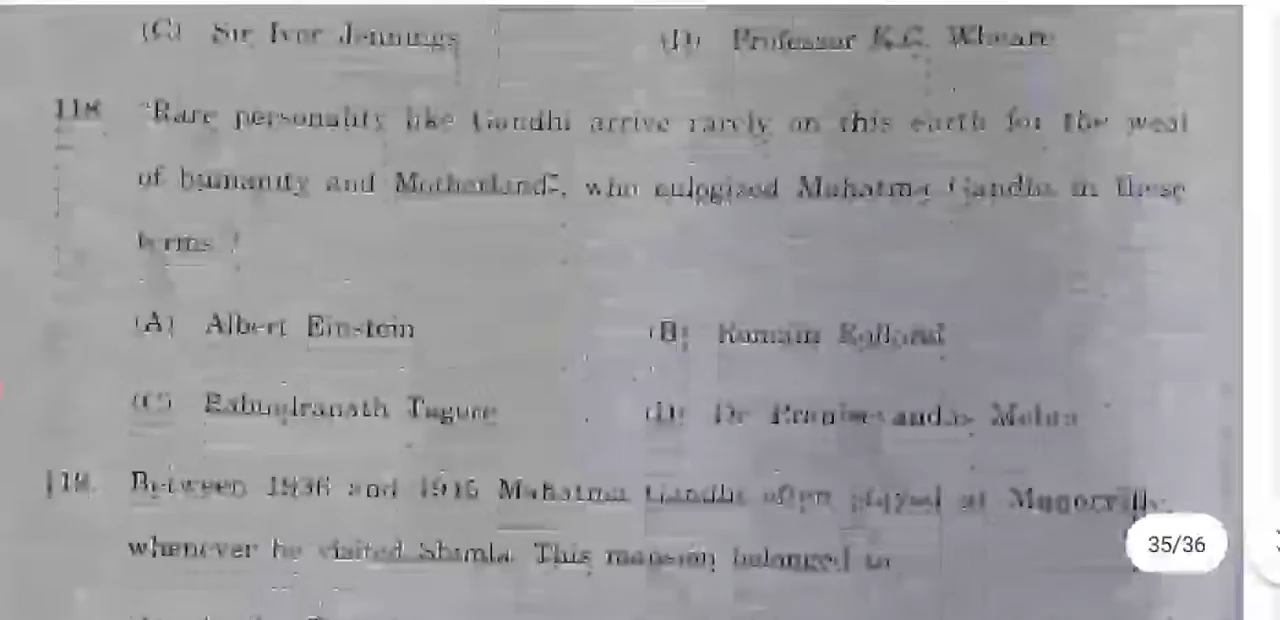 (C) Sir Ivor Jennings (D) Professor K.C. Wheare
118. "Rare personality like Gandhi arrive rarely on this earth for the weal
of humanity and Motherland", who eulogised Mahatma Gandhi in these
terms ?
(A) Albert Einstein (B) Romain Rolland
(C) Rabindranath Tagore (D) Dr. Mehta
119. Between 1936 and 1946 Mahatma Gandhi often stayed at Manorville,
whenever he visited Shimla. This mansion belonged to
35/36